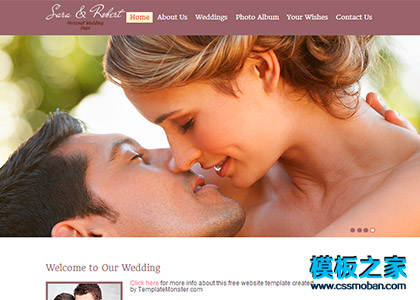 Sara & Robert
Personal Wedding
Page
Home About Us Weddings Photo Album Your Wishes Contact Us
Welcome to Our Wedding
Click here for more info about this free website template created
by TemplateMonster.com
模板之家
www.cssmoban.com